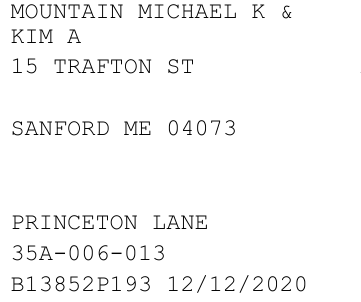 MOUNTAIN MICHAEL K &
KIM A
15 TRAFTON ST
SANFORD ME 04073
PRINCETON LANE
35A-006-013
B13852P193 12/12/2020